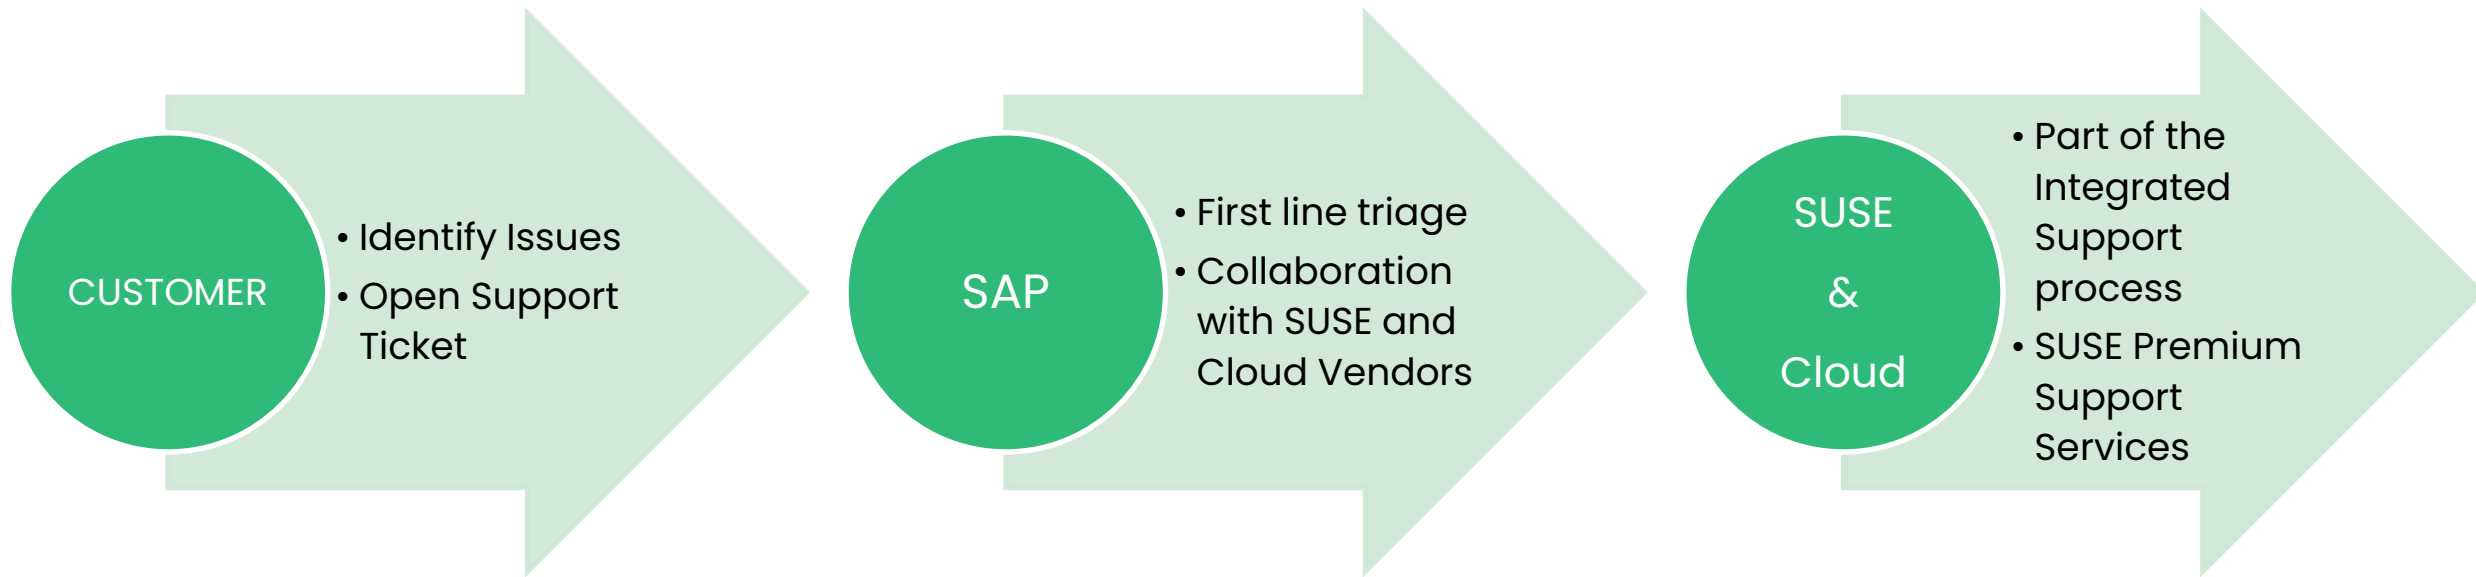 CUSTOMER
• Identify Issues
• Open Support
Ticket
SAP
• First line triage
• Collaboration
with SUSE and
Cloud Vendors
SUSE
&
Cloud
• Part of the
Integrated
Support
process
• SUSE Premium
Support
Services